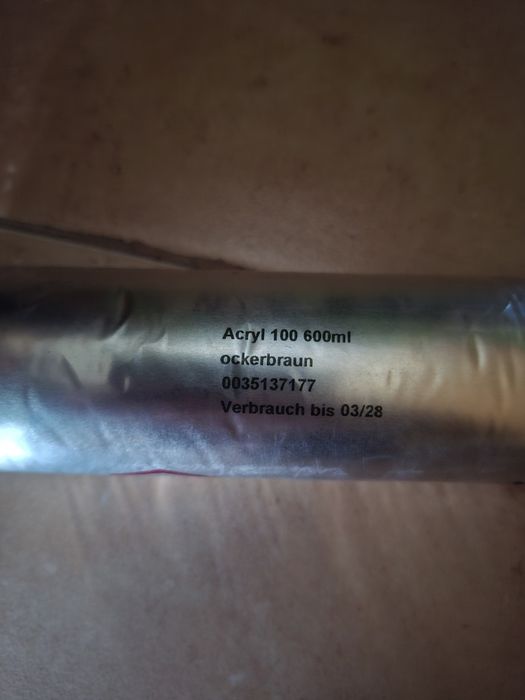 Acryl 100 600ml
ockerbraun
0035137177
Verbrauch bis 03/28